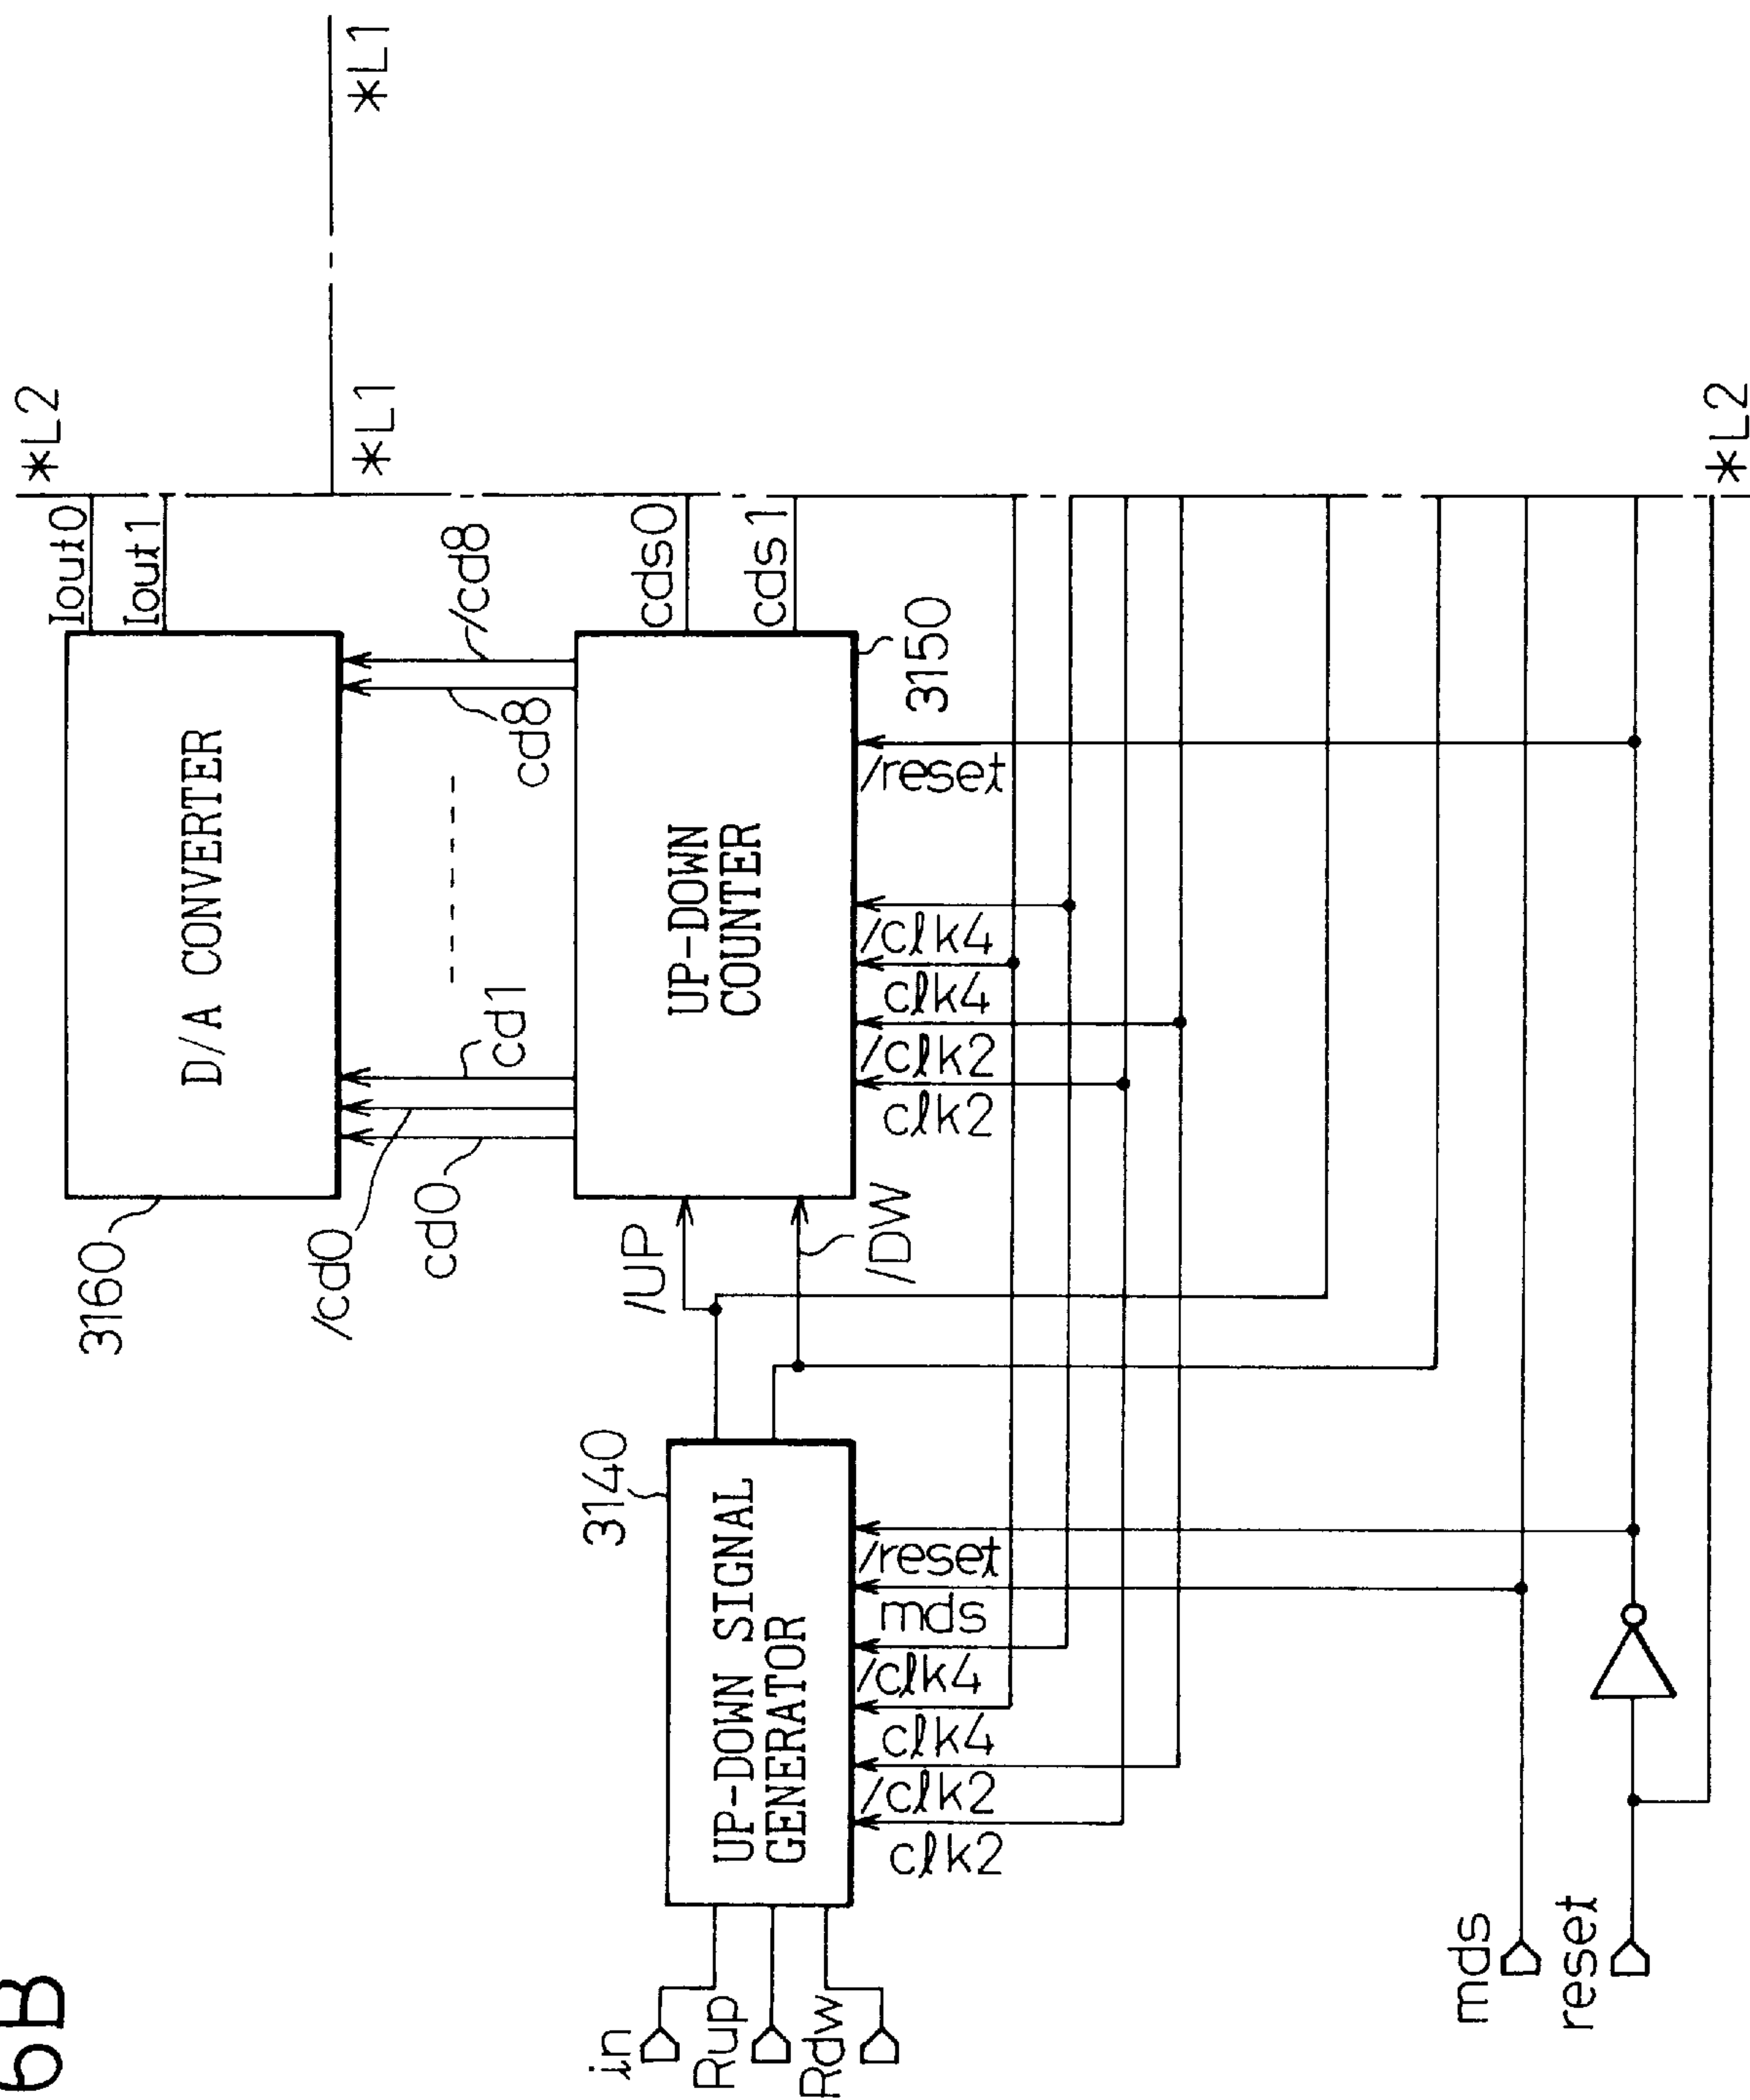 6B
*L2
*L1
*L1
Iout0
Iout1
D/A CONVERTER
3160
/cd0
cd0
cd1
cd8
/cd8
cds0
cds1
UP-DOWN
COUNTER
3150
/UP
/DW
clk2
/clk2
clk4
/clk4
/reset
3140
UP-DOWN SIGNAL
GENERATOR
in
Rup
Rdw
clk2
/clk2
clk4
/clk4
mds
/reset
mds
reset
*L2